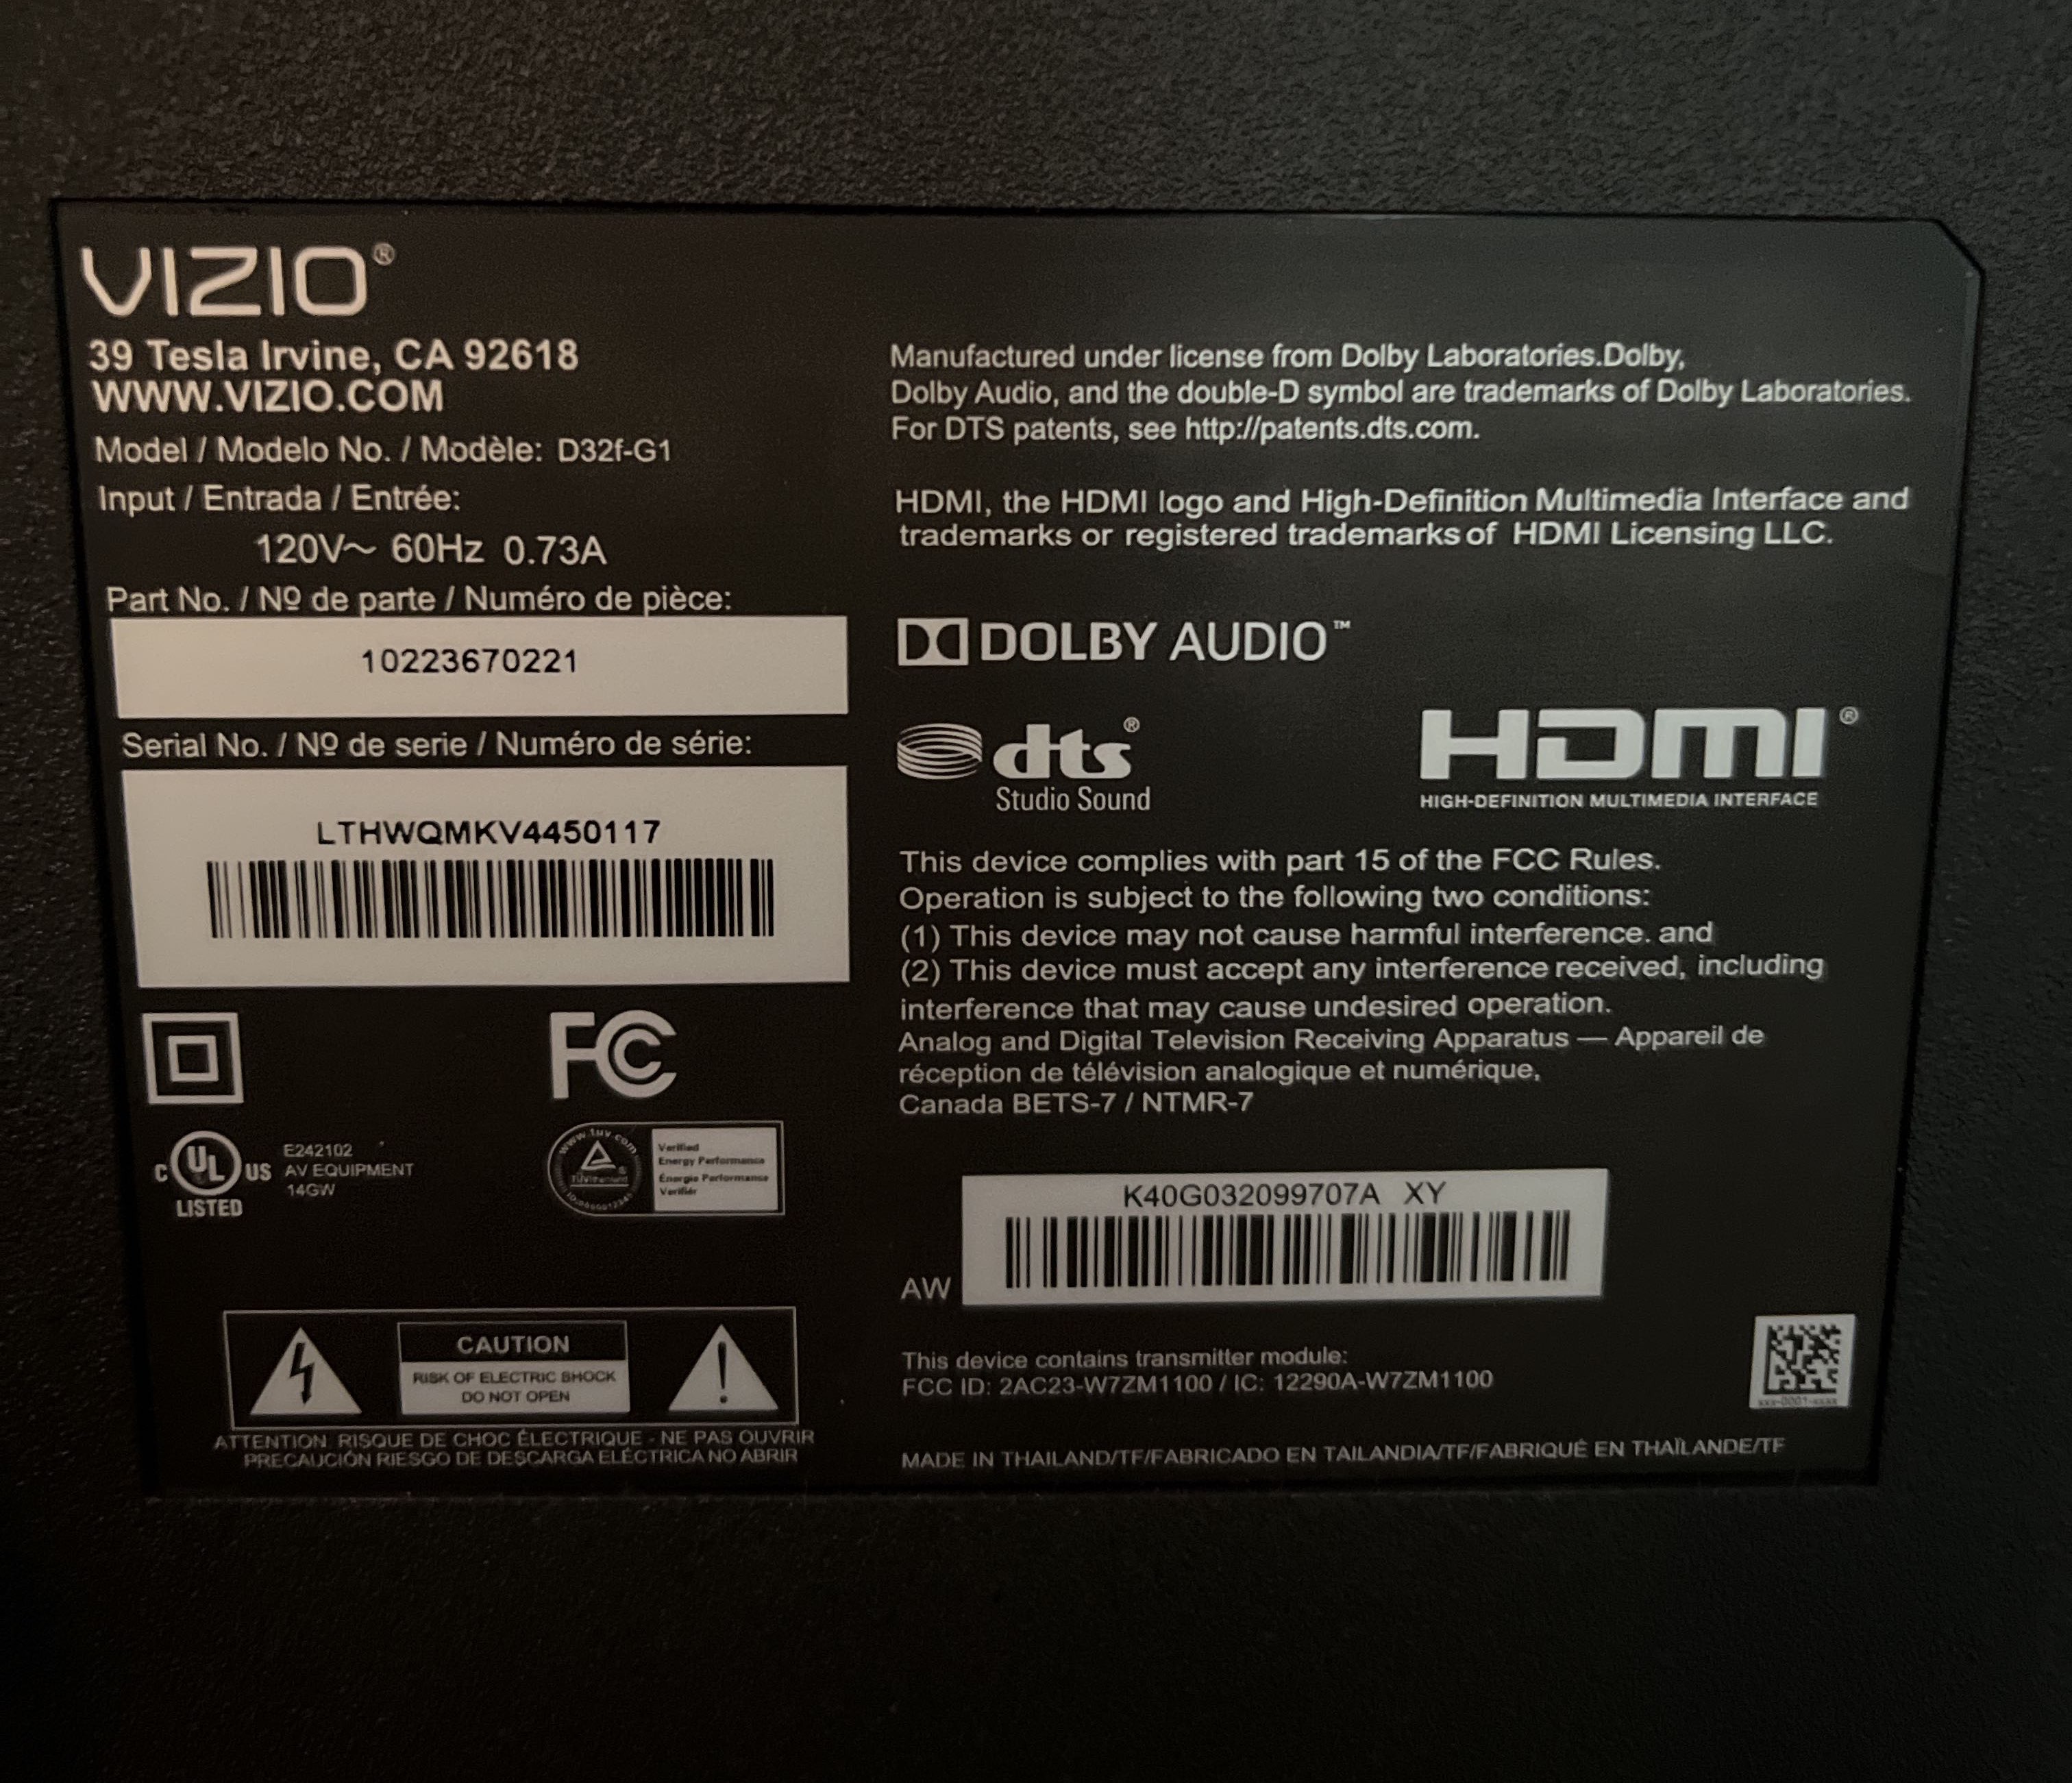 VIZIO®
39 Tesla Irvine, CA 92618
WWW.VIZIO.COM
Model / Modelo No. / Modèle: D32f-G1
Input / Entrada / Entrée:
120V~ 60Hz 0.73A
Part No. / Nº de parte / Numéro de pièce:
10223670221
Serial No. / Nº de serie / Numéro de série:
LTHWQMKV4450117
FC
C UL US
LISTED
E242102
AV EQUIPMENT
14GW
www.tuv.com
Verified
Energy Performance
Énergie Performance
Verifiér
CAUTION
RISK OF ELECTRIC SHOCK
DO NOT OPEN
ATTENTION: RISQUE DE CHOC ÉLECTRIQUE - NE PAS OUVRIR
PRECAUCIÓN RIESGO DE DESCARGA ELÉCTRICA NO ABRIR
Manufactured under license from Dolby Laboratories.Dolby,
Dolby Audio, and the double-D symbol are trademarks of Dolby Laboratories.
For DTS patents, see http://patents.dts.com.
HDMI, the HDMI logo and High-Definition Multimedia Interface and
trademarks or registered trademarks of HDMI Licensing LLC.
DOLBY AUDIO™
dts®
Studio Sound
HDMI®
HIGH-DEFINITION MULTIMEDIA INTERFACE
This device complies with part 15 of the FCC Rules.
Operation is subject to the following two conditions:
(1) This device may not cause harmful interference. and
(2) This device must accept any interference received, including
interference that may cause undesired operation.
Analog and Digital Television Receiving Apparatus — Appareil de
réception de télévision analogique et numérique,
Canada BETS-7 / NTMR-7
K40G032099707A XY
AW
This device contains transmitter module:
FCC ID: 2AC23-W7ZM1100 / IC: 12290A-W7ZM1100
MADE IN THAILAND/TF/FABRICADO EN TAILANDIA/TF/FABRIQUÉ EN THAÏLANDE/TF